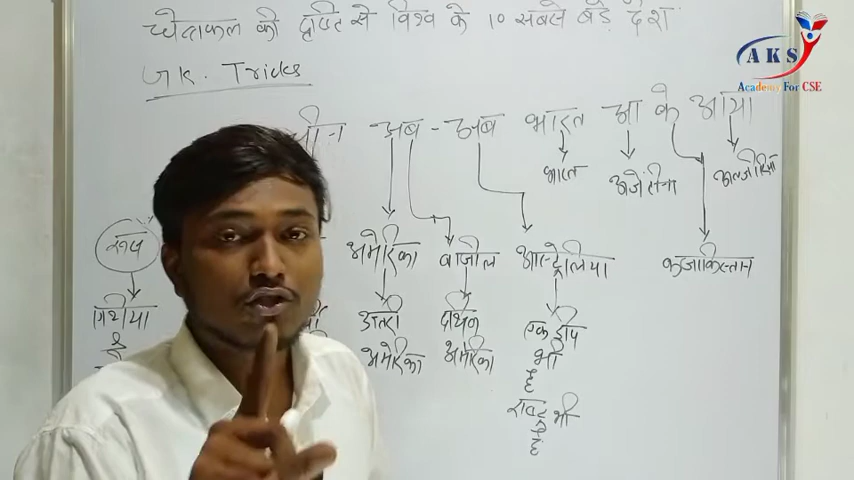 क्षेत्रफल की दृष्टि से विश्व के 10 सबसे बड़े देश
G.K. Tricks
चीन अब - अब भारत आ के आया
भारत अर्जेंटीना अल्जीरिया
रूस अमेरिका ब्राजील आस्ट्रेलिया कजाकिस्तान
उत्तरी दक्षिण एक द्वीप
अमेरिका अमेरिका भी
है
राष्ट्र भी
है
AKS
Academy For CSE